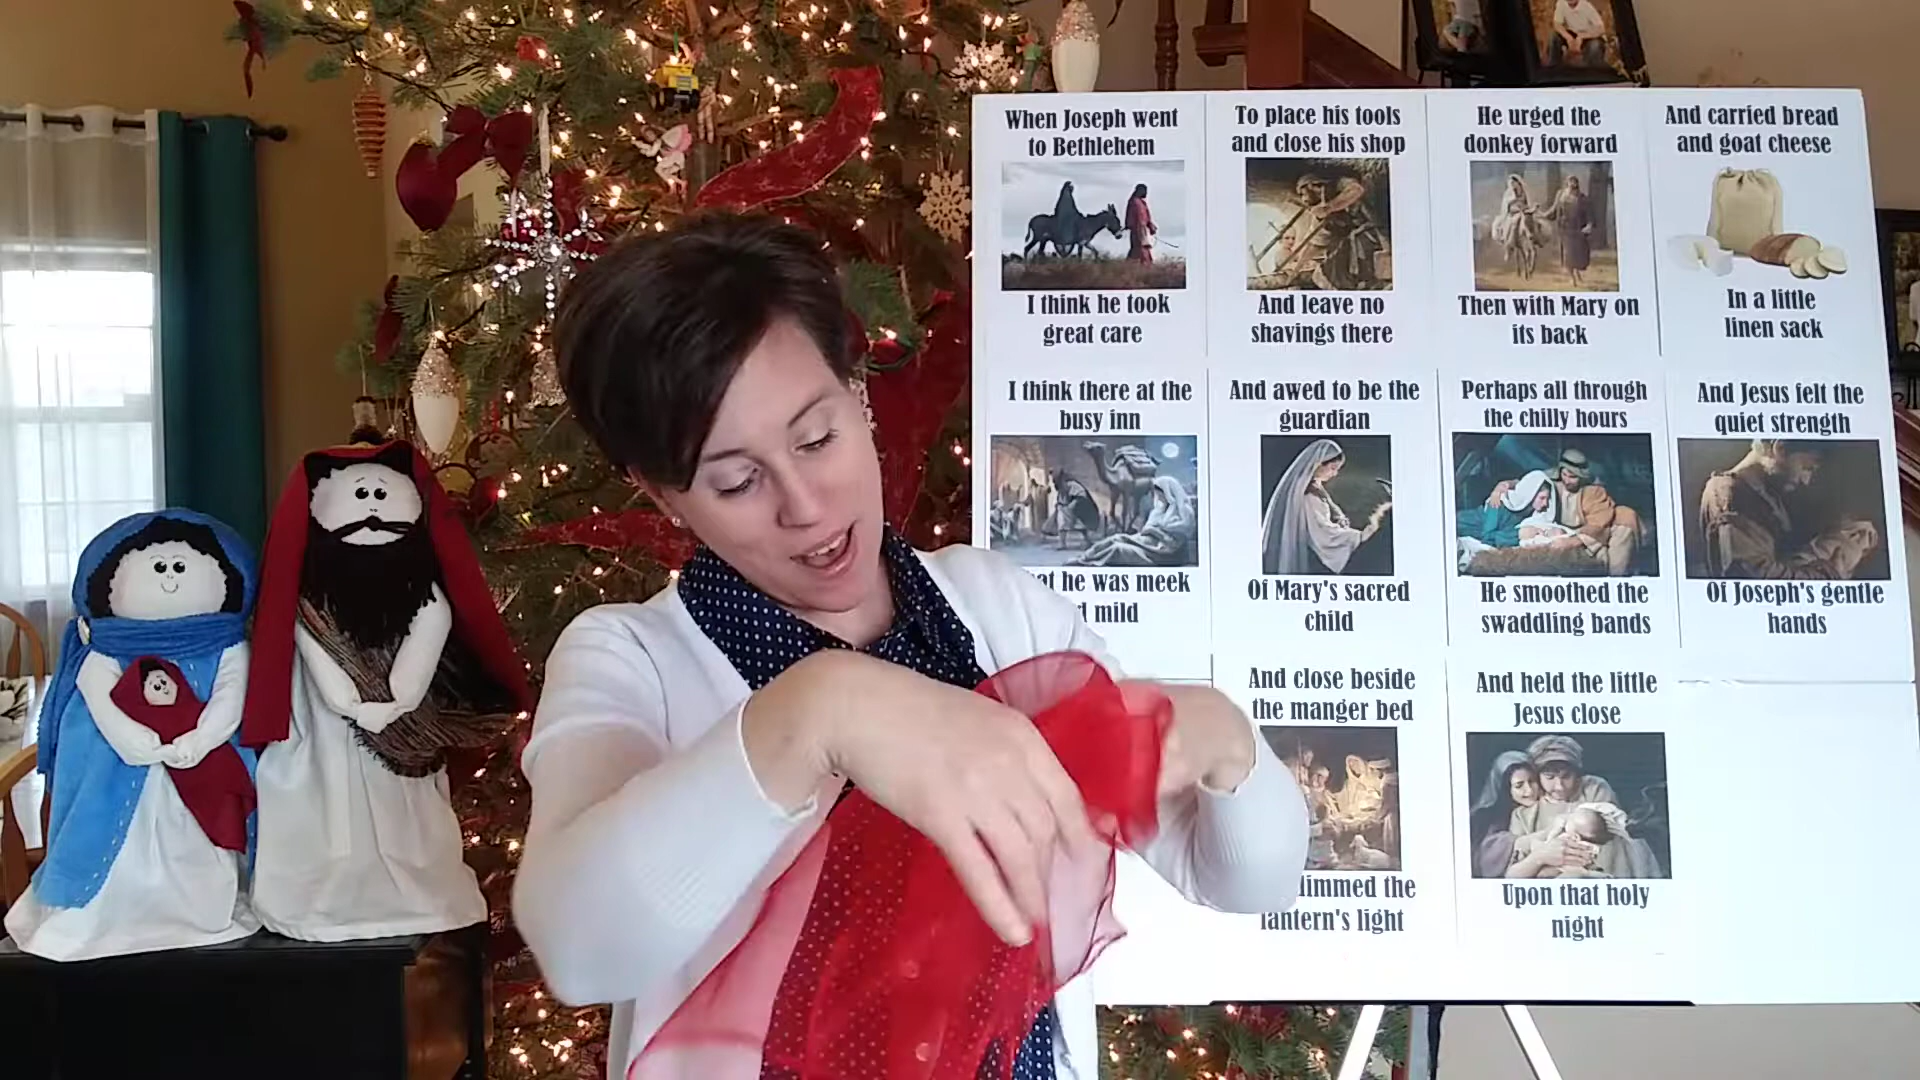 When Joseph went
to Bethlehem
I think he took
great care
To place his tools
and close his shop
And leave no
shavings there
He urged the
donkey forward
Then with Mary on
its back
And carried bread
and goat cheese
In a little
linen sack
I think there at the
busy inn
he was meek
mild
And awed to be the
guardian
Of Mary's sacred
child
Perhaps all through
the chilly hours
He smoothed the
swaddling bands
And Jesus felt the
quiet strength
Of Joseph's gentle
hands
And close beside
the manger bed
the
lantern's light
And held the little
Jesus close
Upon that holy
night